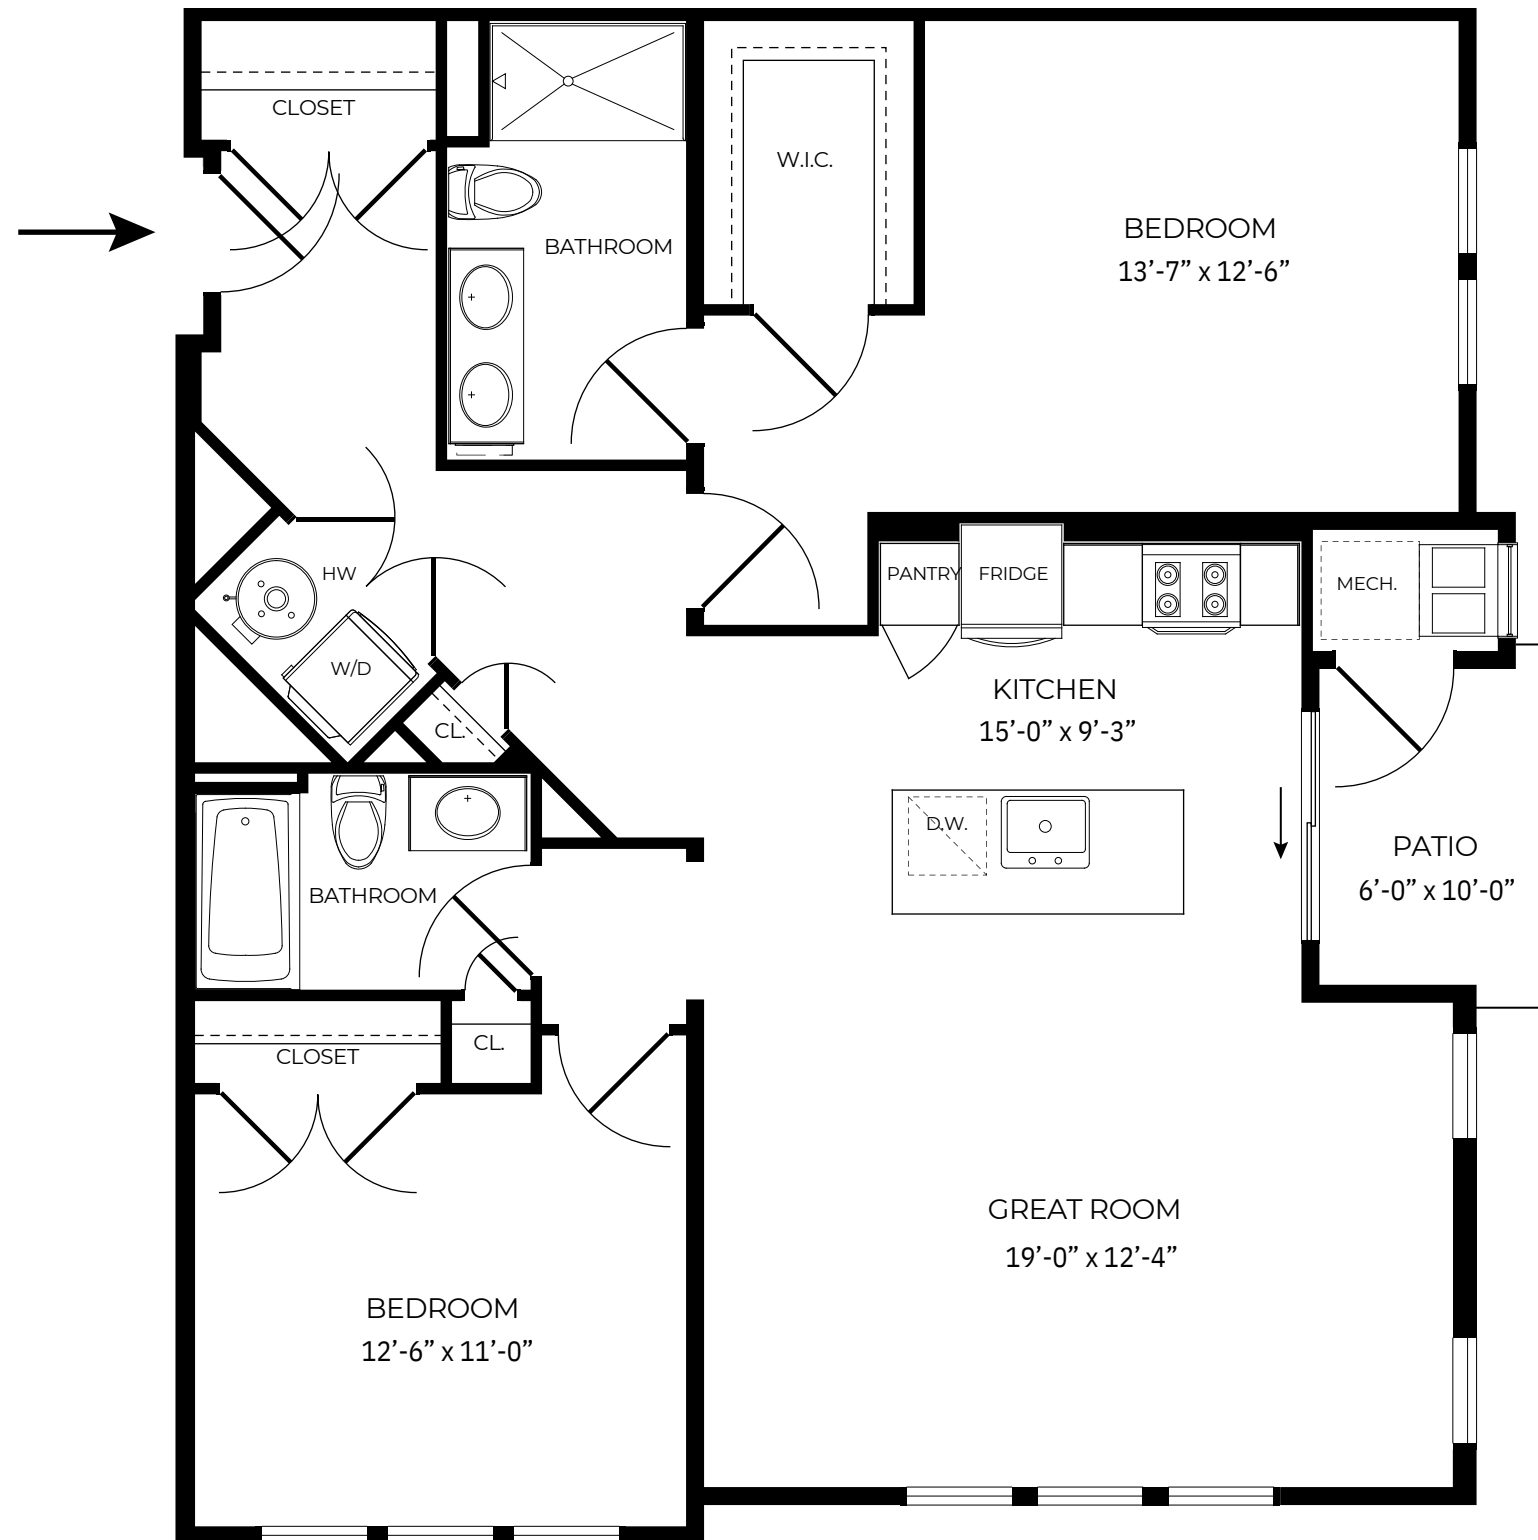 CLOSET
W.I.C.
BEDROOM
13’-7” x 12’-6”
BATHROOM
HW
PANTRY
FRIDGE
MECH.
W/D
KITCHEN
15’-0” x 9’-3”
CL.
D.W.
PATIO
6’-0” x 10’-0”
BATHROOM
CL.
CLOSET
GREAT ROOM
19’-0” x 12’-4”
BEDROOM
12’-6” x 11’-0”